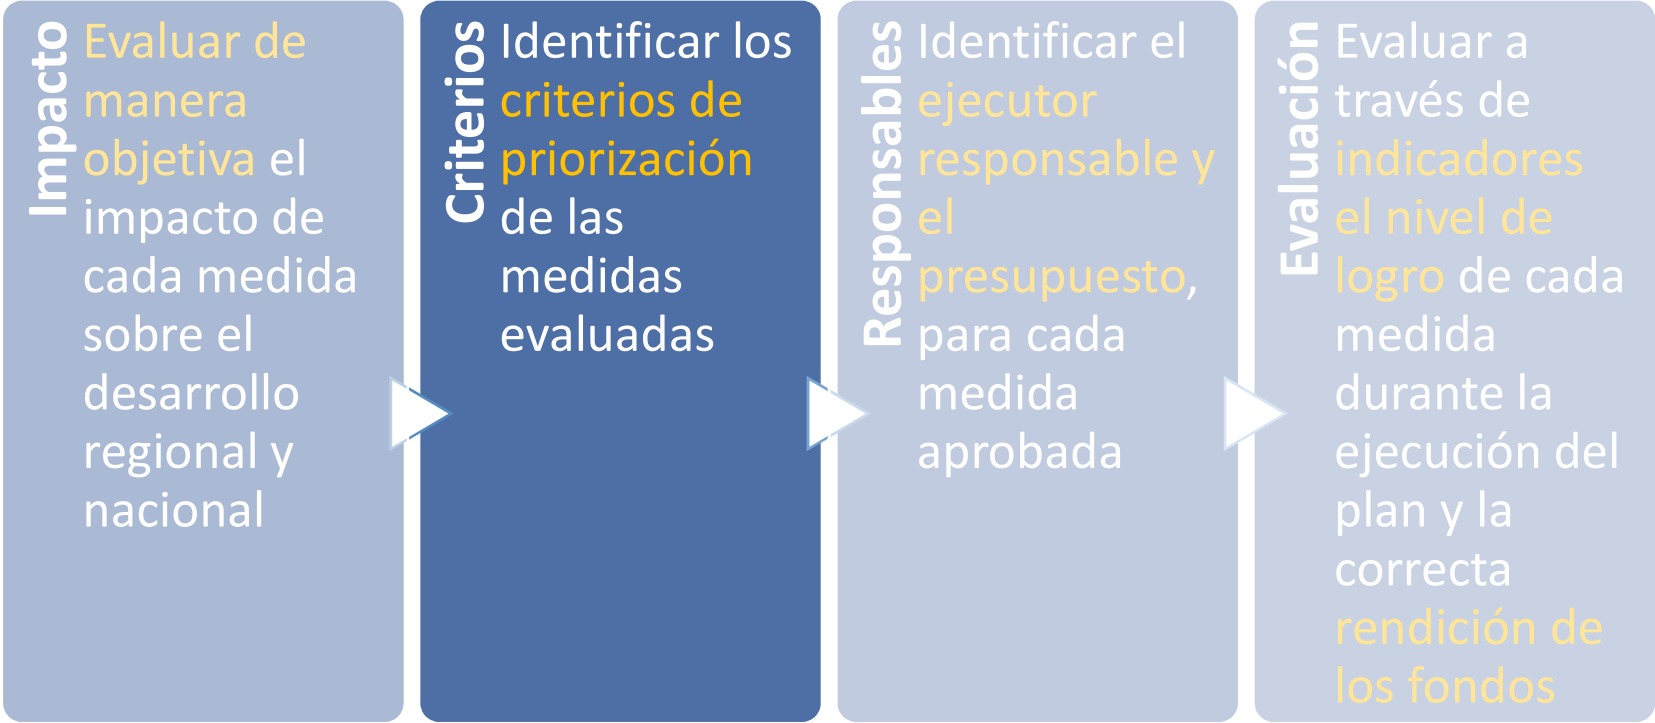 Impacto
Evaluar de
manera
objetiva el
impacto de
cada medida
sobre el
desarrollo
regional y
nacional
Criterios
Identificar los
criterios de
priorización
de las
medidas
evaluadas
Responsables
Identificar el
ejecutor
responsable y
el
presupuesto,
para cada
medida
aprobada
Evaluación
Evaluar a
través de
indicadores
el nivel de
logro de cada
medida
durante la
ejecución del
plan y la
correcta
rendición de
los fondos